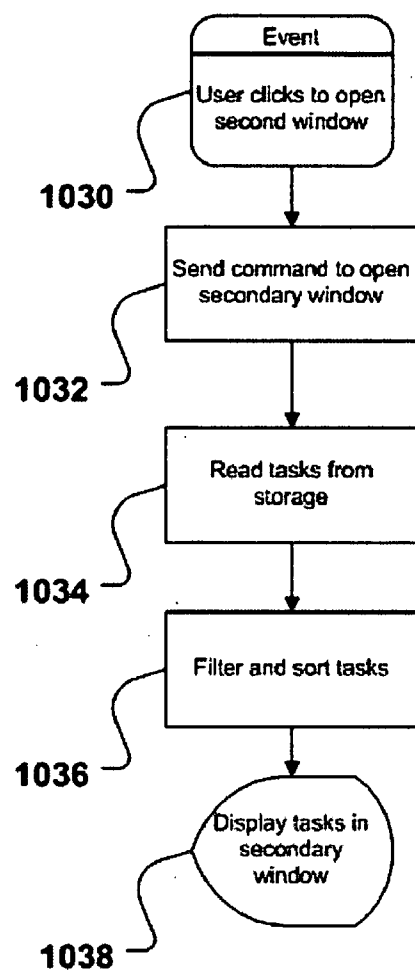 Event
User clicks to open
second window
1030
Send command to open
secondary window
1032
Read tasks from
storage
1034
Filter and sort tasks
1036
Display tasks in
secondary
window
1038